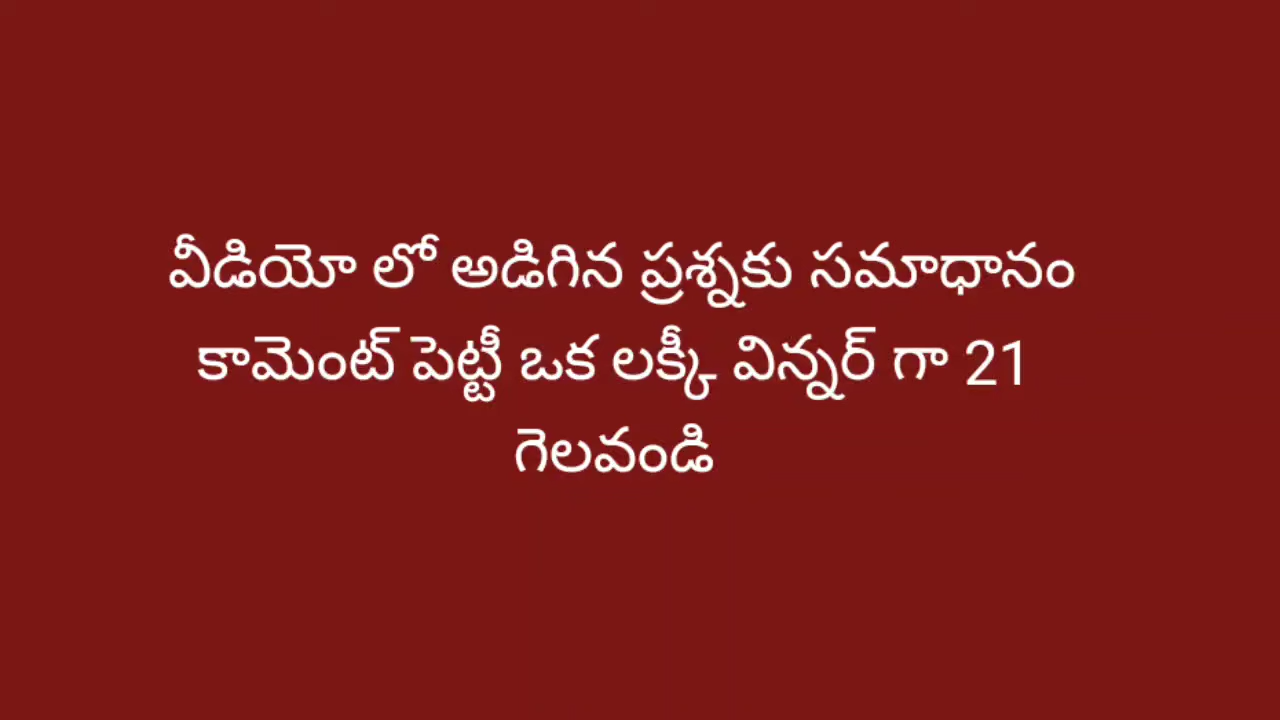 వీడియో లో అడిగిన ప్రశ్నకు సమాధానం
కామెంట్ పెట్టీ ఒక లక్కీ విన్నర్ గా 21
గెలవండి